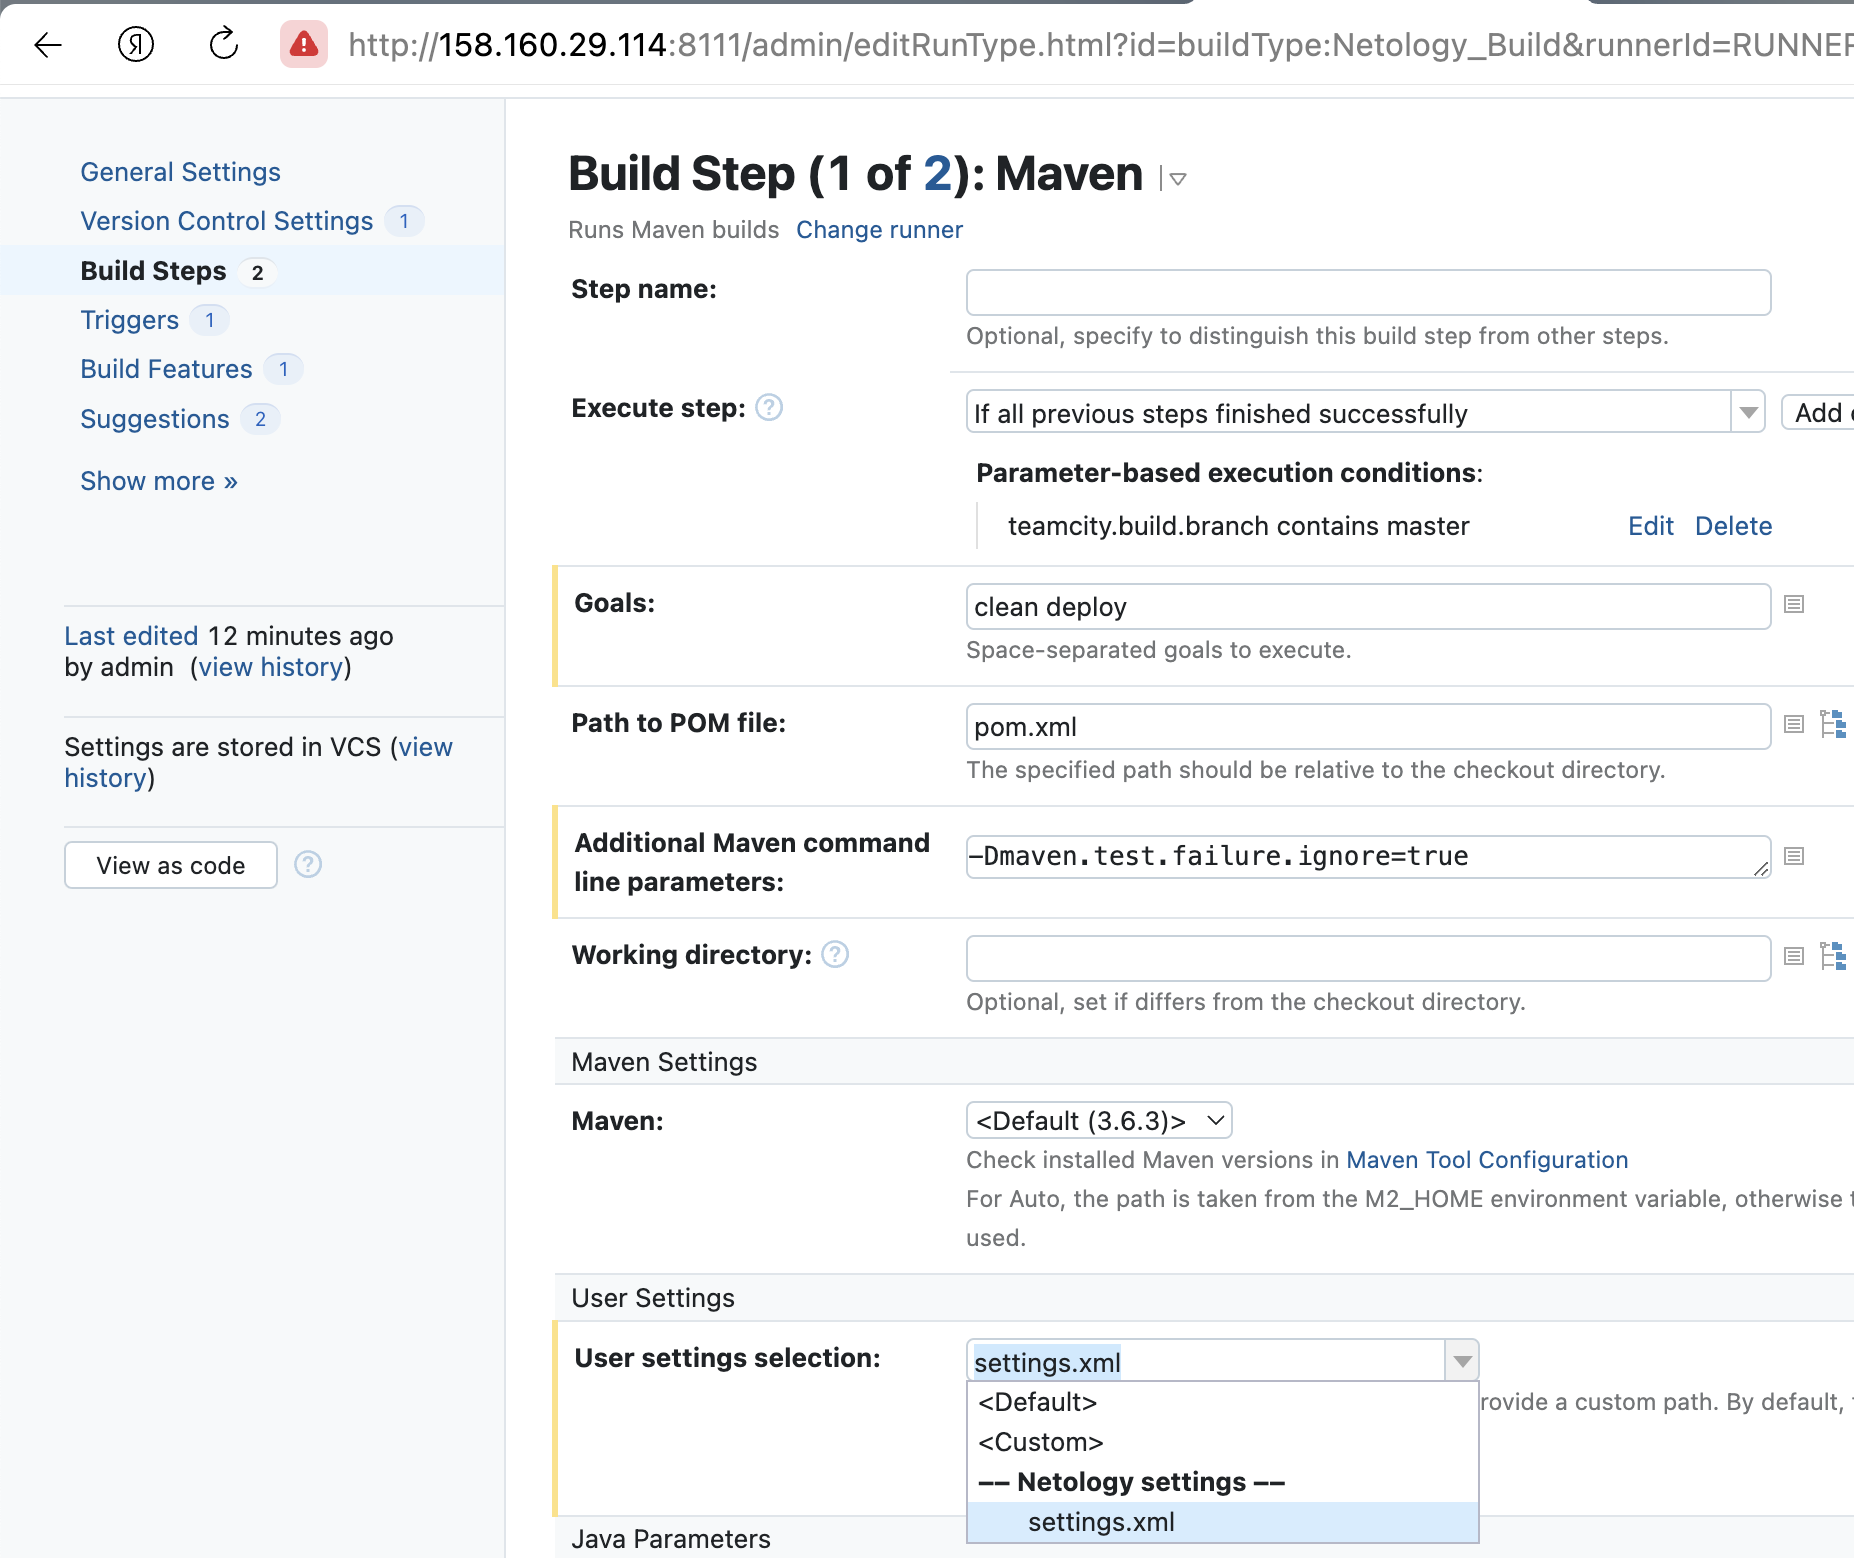 http://158.160.29.114:8111/admin/editRunType.html?id=buildType:Netology_Build&runnerId=RUNNER
General Settings
Version Control Settings 1
Build Steps 2
Triggers 1
Build Features 1
Suggestions 2
Show more »
Last edited 12 minutes ago
by admin (view history)
Settings are stored in VCS (view
history)
View as code ?
Build Step (1 of 2): Maven
Runs Maven builds Change runner
Step name:
Optional, specify to distinguish this build step from other steps.
Execute step: ? If all previous steps finished successfully Add
Parameter-based execution conditions:
teamcity.build.branch contains master Edit Delete
Goals: clean deploy
Space-separated goals to execute.
Path to POM file: pom.xml
The specified path should be relative to the checkout directory.
Additional Maven command
line parameters:
-Dmaven.test.failure.ignore=true
Working directory: ?
Optional, set if differs from the checkout directory.
Maven Settings
Maven: <Default (3.6.3)>
Check installed Maven versions in Maven Tool Configuration
For Auto, the path is taken from the M2_HOME environment variable, otherwise
used.
User Settings
User settings selection: settings.xml
<Default>
rovide a custom path. By default,
<Custom>
-- Netology settings --
settings.xml
Java Parameters